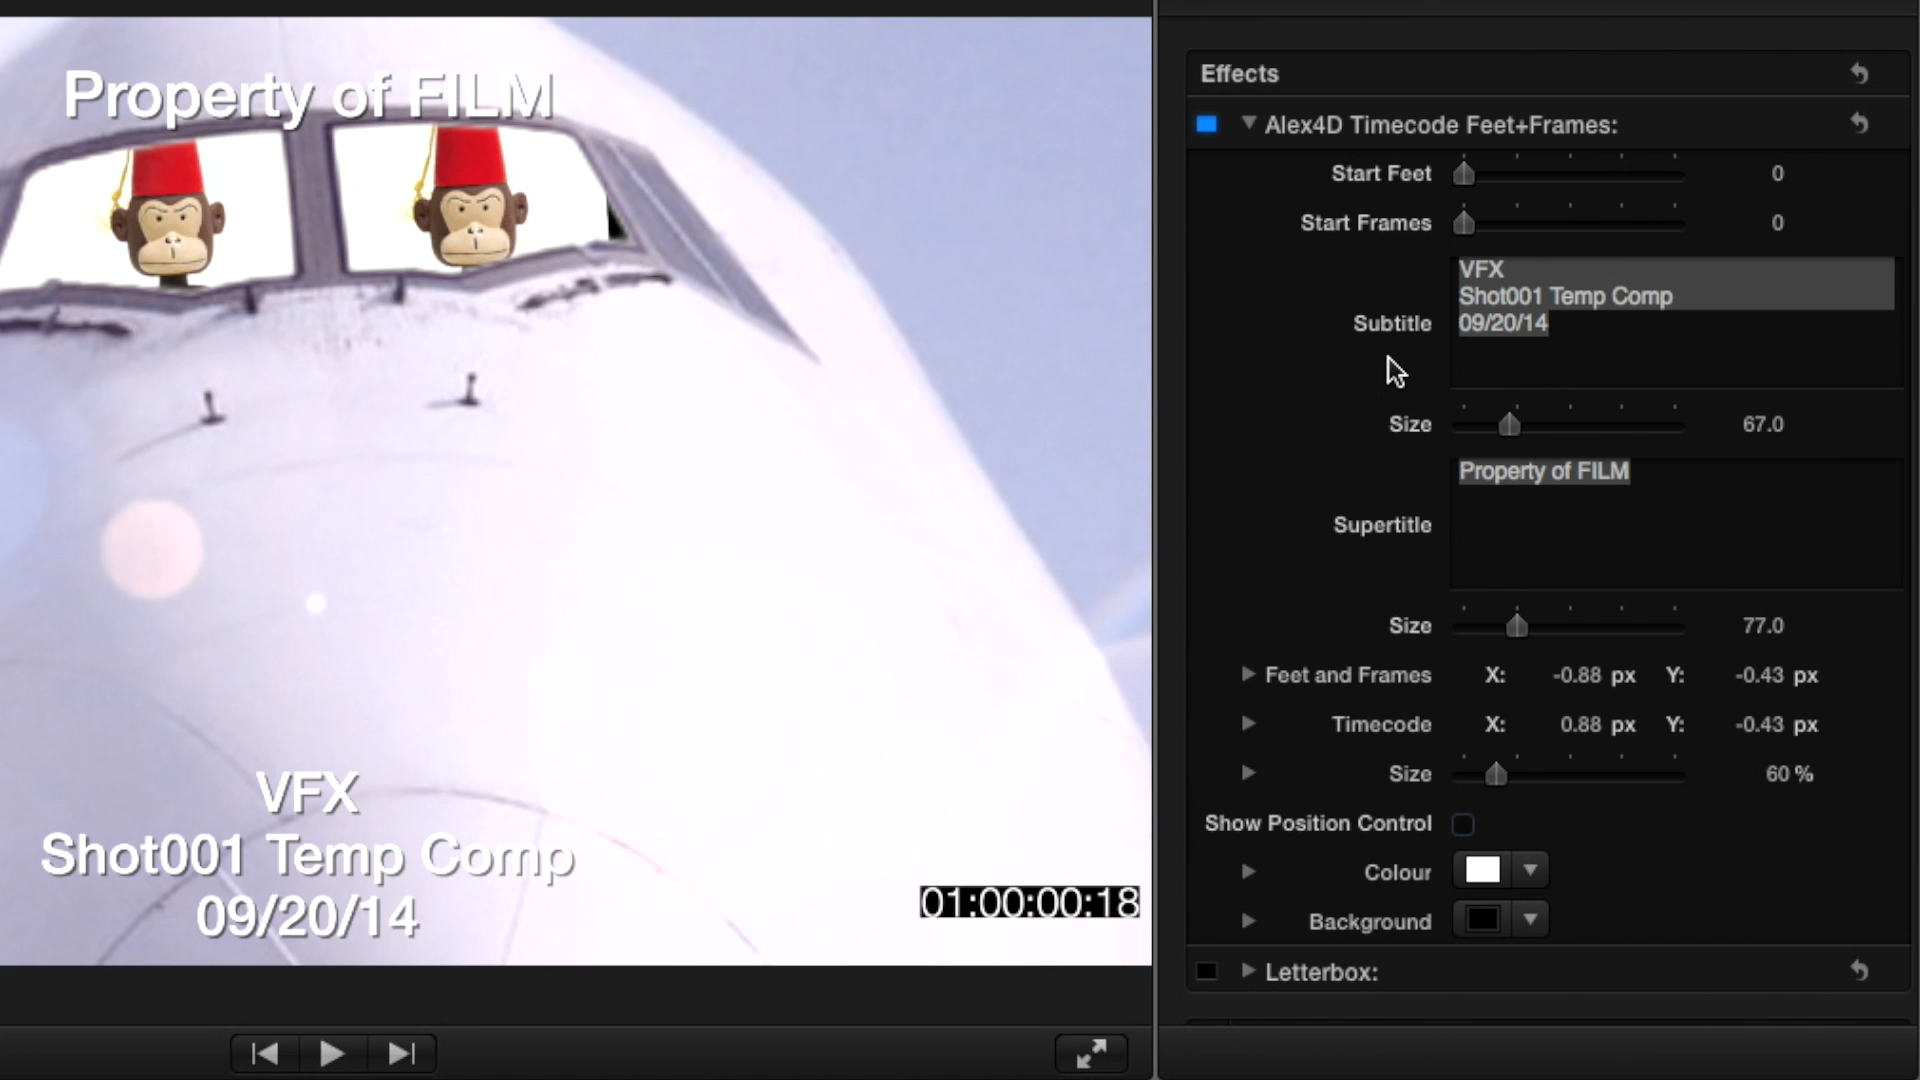 Property of FILM
VFX
Shot001 Temp Comp
09/20/14
01:00:00:18
Effects
Alex4D Timecode Feet+Frames:
Start Feet 0
Start Frames 0
Subtitle
VFX
Shot001 Temp Comp
09/20/14
Size 67.0
Supertitle
Property of FILM
Size 77.0
Feet and Frames X: -0.88 px Y: -0.43 px
Timecode X: 0.88 px Y: -0.43 px
Size 60 %
Show Position Control
Colour
Background
Letterbox: